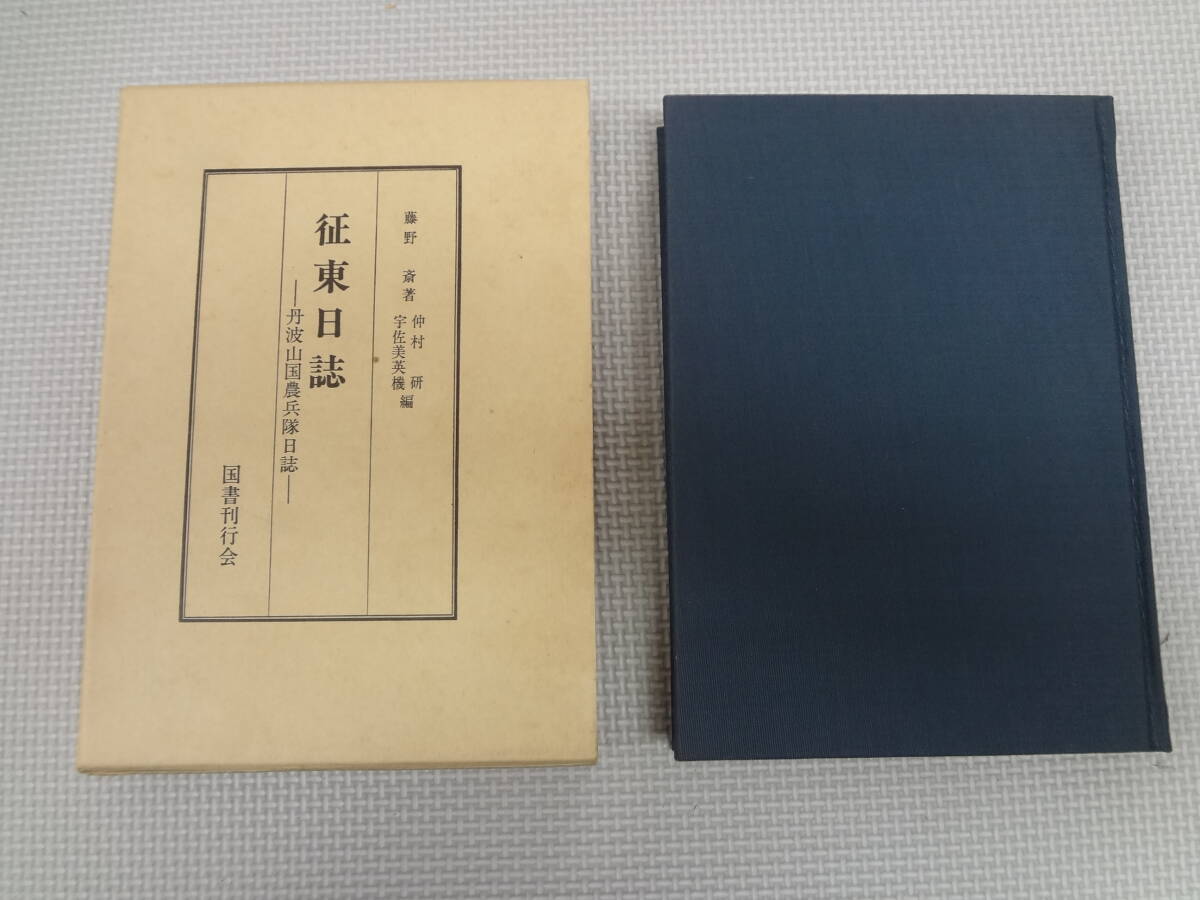 藤野 斎著
仲村 研
宇佐美英機 編
征東日誌
―丹波山国農兵隊日誌―
国書刊行会